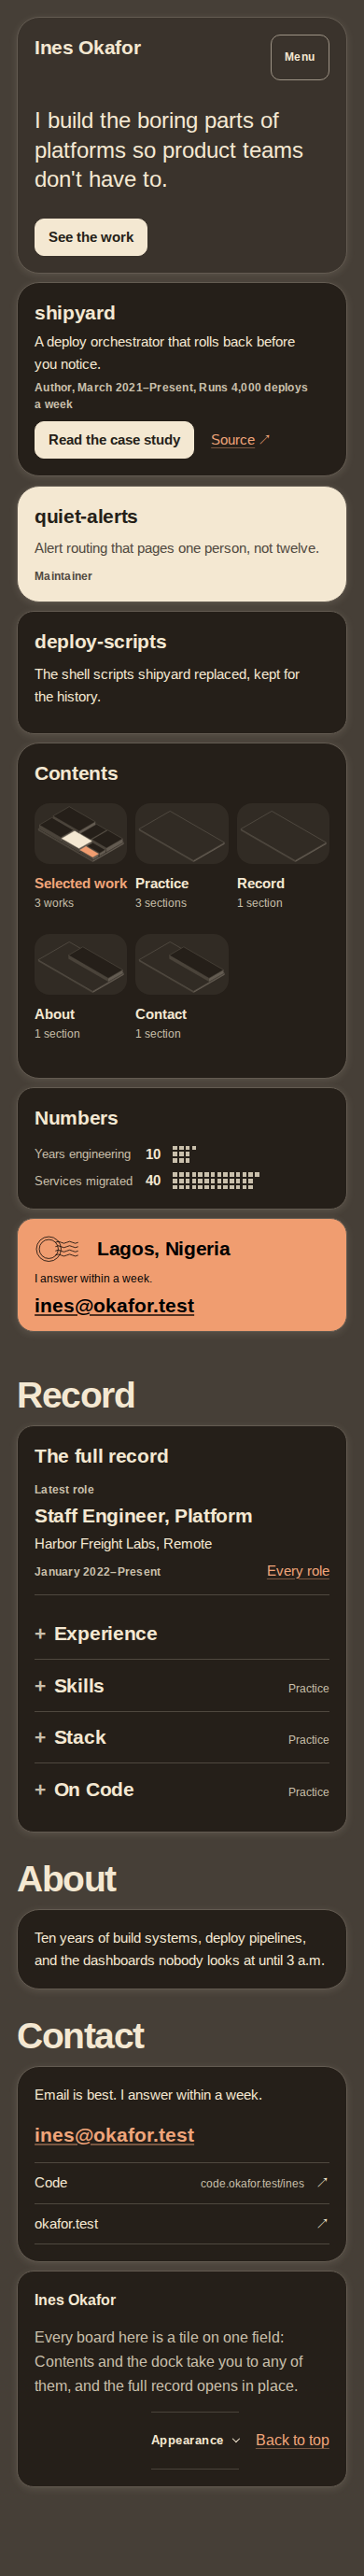 Ines Okafor
Menu
I build the boring parts of
platforms so product teams
don't have to.
See the work
shipyard
A deploy orchestrator that rolls back before
you notice.
Author, March 2021–Present, Runs 4,000 deploys
a week
Read the case study
Source ↗
quiet-alerts
Alert routing that pages one person, not twelve.
Maintainer
deploy-scripts
The shell scripts shipyard replaced, kept for
the history.
Contents
Selected work
3 works
Practice
3 sections
Record
1 section
About
1 section
Contact
1 section
Numbers
Years engineering 10
Services migrated 40
Lagos, Nigeria
I answer within a week.
ines@okafor.test
Record
The full record
Latest role
Staff Engineer, Platform
Harbor Freight Labs, Remote
January 2022–Present
Every role
+ Experience
+ Skills Practice
+ Stack Practice
+ On Code Practice
About
Ten years of build systems, deploy pipelines,
and the dashboards nobody looks at until 3 a.m.
Contact
Email is best. I answer within a week.
ines@okafor.test
Code code.okafor.test/ines ↗
okafor.test ↗
Ines Okafor
Every board here is a tile on one field:
Contents and the dock take you to any of
them, and the full record opens in place.
Appearance
Back to top